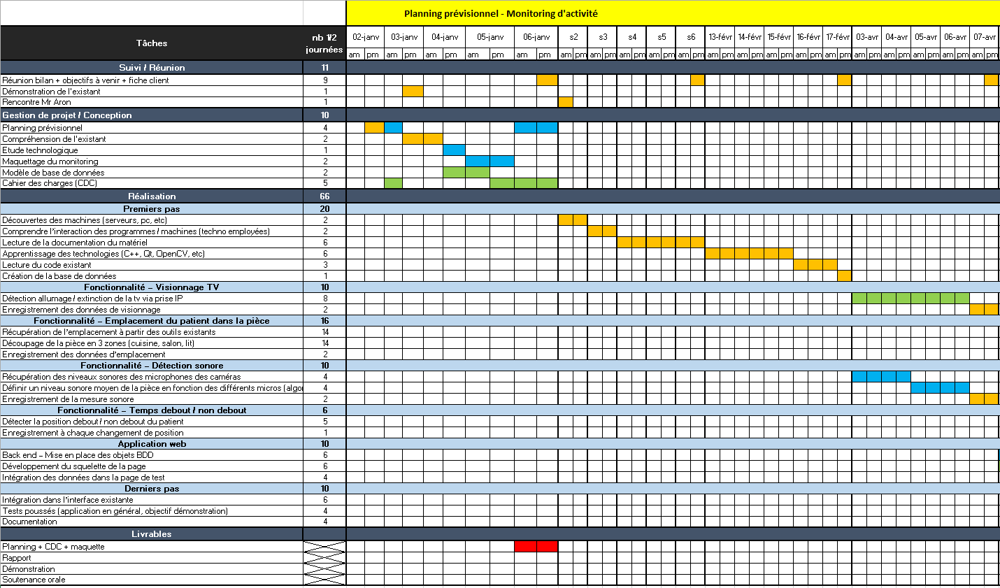 Planning prévisionnel - Monitoring d'activité
Tâches nb 1/2 journées 02-janv 03-janv 04-janv 05-janv 06-janv s2 s3 s4 s5 s6 13-févr 14-févr 15-févr 16-févr 17-févr 03-avr 04-avr 05-avr 06-avr 07-avr
am pm am pm am pm am pm am pm am pm am pm am pm am pm am pm am pm am pm am pm am pm am pm am pm am pm am pm am pm am pm
Suivi / Réunion 11
Réunion bilan + objectifs à venir + fiche client 9
Démonstration de l'existant 1
Rencontre Mr Aron 1
Gestion de projet / Conception 10
Planning prévisionnel 4
Compréhension de l'existant 2
Etude technologique 1
Maquettage du monitoring 2
Modèle de base de données 2
Cahier des charges (CDC) 5
Réalisation 66
Premiers pas 20
Découvertes des machines (serveurs, pc, etc) 2
Comprendre l'interaction des programmes / machines (techno employées) 2
Lecture de la documentation du matériel 6
Apprentissage des technologies (C++, Qt, OpenCV, etc) 6
Lecture du code existant 3
Création de la base de données 1
Fonctionnalité – Visionnage TV 10
Détection allumage / extinction de la tv via prise IP 8
Enregistrement des données de visionnage 2
Fonctionnalité – Emplacement du patient dans la pièce 16
Récupération de l'emplacement à partir des outils existants 14
Découpage de la pièce en 3 zones (cuisine, salon, lit) 14
Enregistrement des données d'emplacement 2
Fonctionnalité – Détection sonore 10
Récupération des niveaux sonores des microphones des caméras 4
Définir un niveau sonore moyen de la pièce en fonction des différents micros (algor 4
Enregistrement de la mesure sonore 2
Fonctionnalité – Temps debout / non debout 6
Détecter la position debout / non debout du patient 5
Enregistrement à chaque changement de position 1
Application web 10
Back end – Mise en place des objets BDD 6
Développement du squelette de la page 6
Intégration des données dans la page de test 4
Derniers pas 10
Intégration dans l'interface existante 6
Tests poussés (application en général, objectif démonstration) 4
Documentation 4
Livrables
Planning + CDC + maquette
Rapport
Démonstration
Soutenance orale